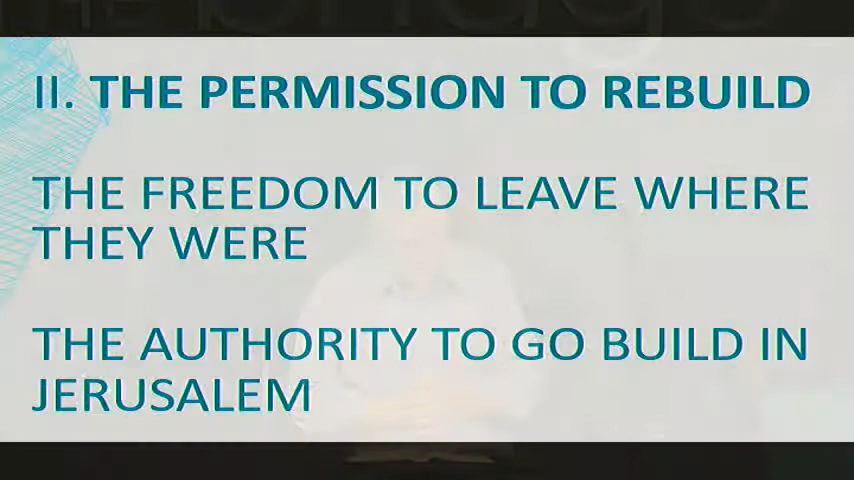 II. THE PERMISSION TO REBUILD
THE FREEDOM TO LEAVE WHERE
THEY WERE
THE AUTHORITY TO GO BUILD IN
JERUSALEM